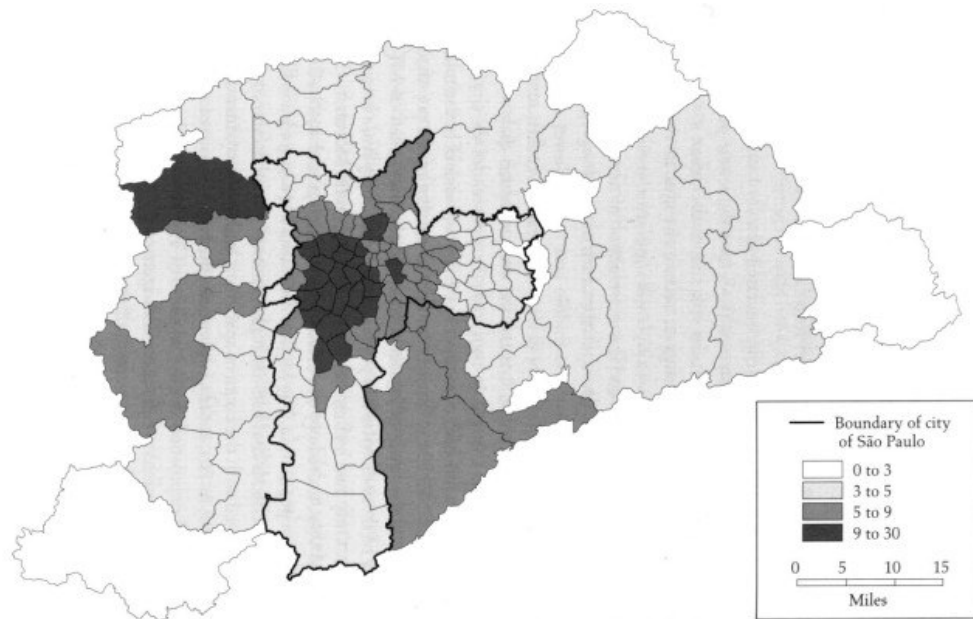 Boundary of city
of São Paulo
0 to 3
3 to 5
5 to 9
9 to 30
0 5 10 15
Miles